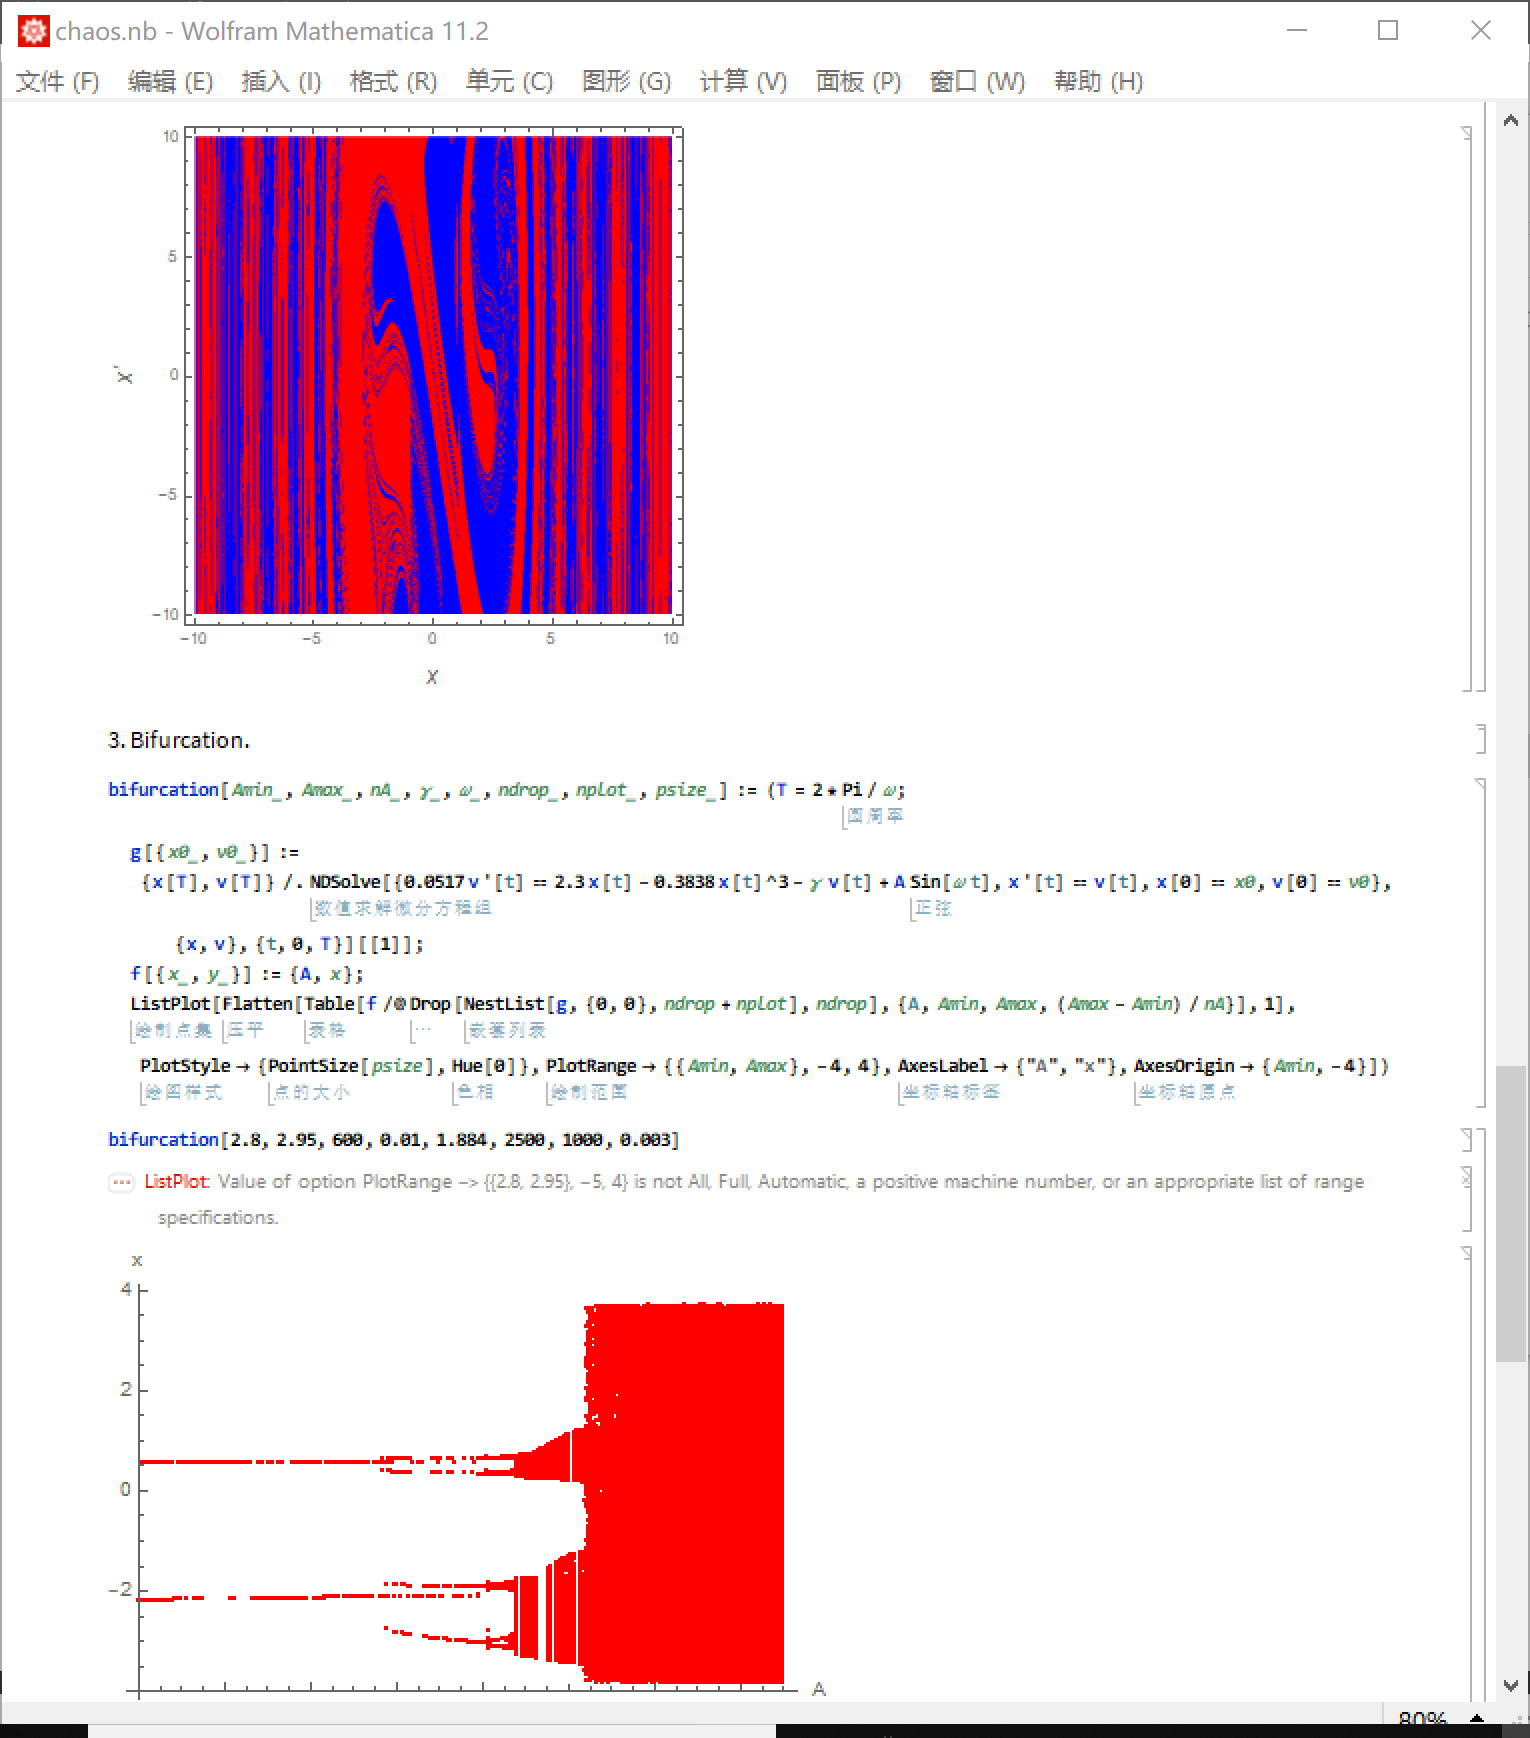 chaos.nb - Wolfram Mathematica 11.2
文件 (F) 编辑 (E) 插入 (I) 格式 (R) 单元 (C) 图形 (G) 计算 (V) 面板 (P) 窗口 (W) 帮助 (H)
10
5
0
-5
-10
x'
-10 -5 0 5 10
x
3. Bifurcation.
bifurcation[Amin_, Amax_, nA_, γ_, ω_, ndrop_, nplot_, psize_] := (T = 2 * Pi / ω;
圆周率
g[{x0_, v0_}] :=
{x[T], v[T]} /. NDSolve[{0.0517 v '[t] == 2.3 x[t] - 0.3838 x[t]^3 - γ v[t] + A Sin[ω t], x '[t] == v[t], x[0] == x0, v[0] == v0},
数值求解微分方程组 正弦
{x, v}, {t, 0, T}][[1]];
f[{x_, y_}] := {A, x};
ListPlot[Flatten[Table[f /@ Drop[NestList[g, {0, 0}, ndrop + nplot], ndrop], {A, Amin, Amax, (Amax - Amin) / nA}], 1],
绘制点集 压平 表格 ⋯ 嵌套列表
PlotStyle → {PointSize[psize], Hue[0]}, PlotRange → {{Amin, Amax}, -4, 4}, AxesLabel → {"A", "x"}, AxesOrigin → {Amin, -4}])
绘图样式 点的大小 色相 绘制范围 坐标轴标签 坐标轴原点
bifurcation[2.8, 2.95, 600, 0.01, 1.884, 2500, 1000, 0.003]
ListPlot: Value of option PlotRange -> {{2.8, 2.95}, -5, 4} is not All, Full, Automatic, a positive machine number, or an appropriate list of range
specifications.
x
4
2
0
-2
A
80%